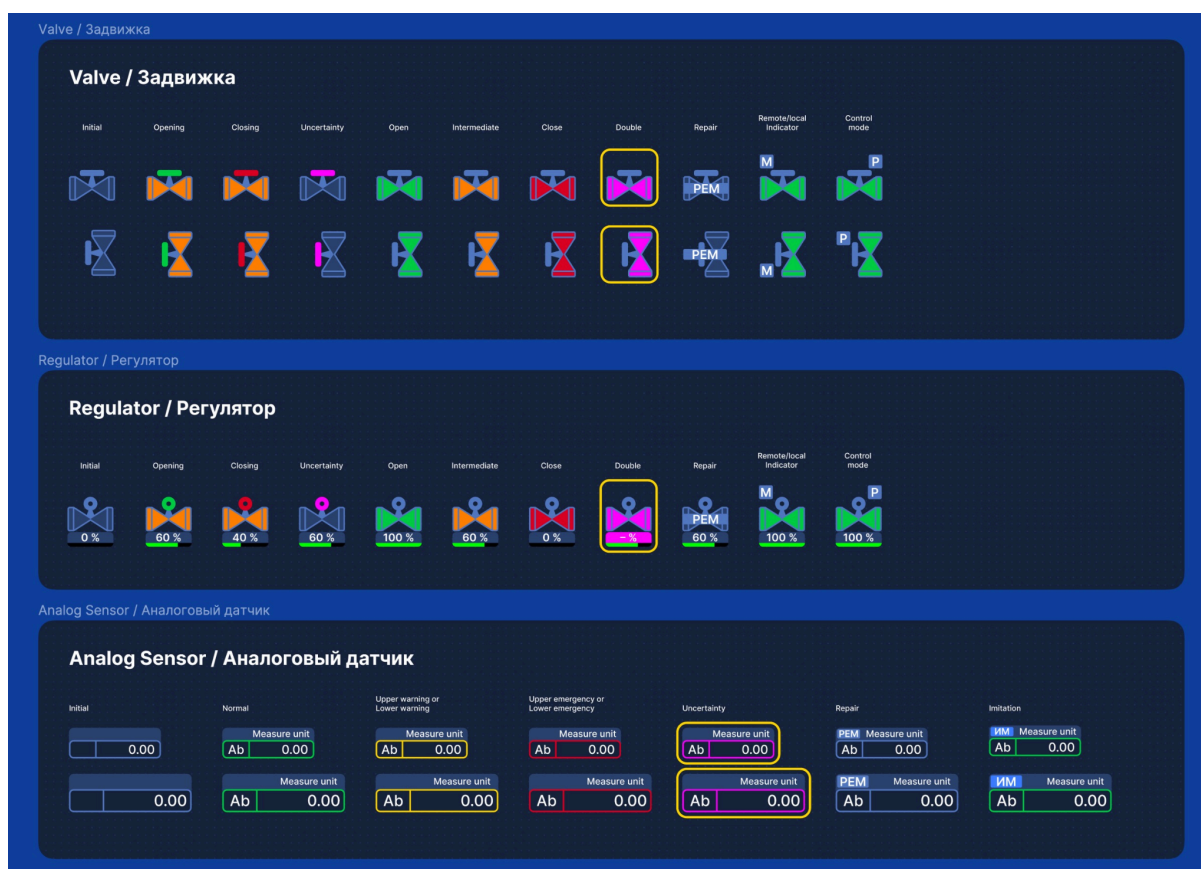 Valve / Задвижка
Valve / Задвижка
Initial Opening Closing Uncertainty Open Intermediate Close Double Repair Remote/local Indicator Control mode
M P
РЕМ
P
РЕМ
M
Regulator / Регулятор
Regulator / Регулятор
Initial Opening Closing Uncertainty Open Intermediate Close Double Repair Remote/local Indicator Control mode
M P
РЕМ
0 % 60 % 40 % 60 % 100 % 60 % 0 % – % 60 % 100 % 100 %
Analog Sensor / Аналоговый датчик
Analog Sensor / Аналоговый датчик
Initial Normal Upper warning or Lower warning Upper emergency or Lower emergency Uncertainty Repair Imitation
Measure unit Measure unit Measure unit Measure unit РЕМ Measure unit ИМ Measure unit
0.00 Ab 0.00 Ab 0.00 Ab 0.00 Ab 0.00 Ab 0.00 Ab 0.00
Measure unit Measure unit Measure unit Measure unit РЕМ Measure unit ИМ Measure unit
0.00 Ab 0.00 Ab 0.00 Ab 0.00 Ab 0.00 Ab 0.00 Ab 0.00